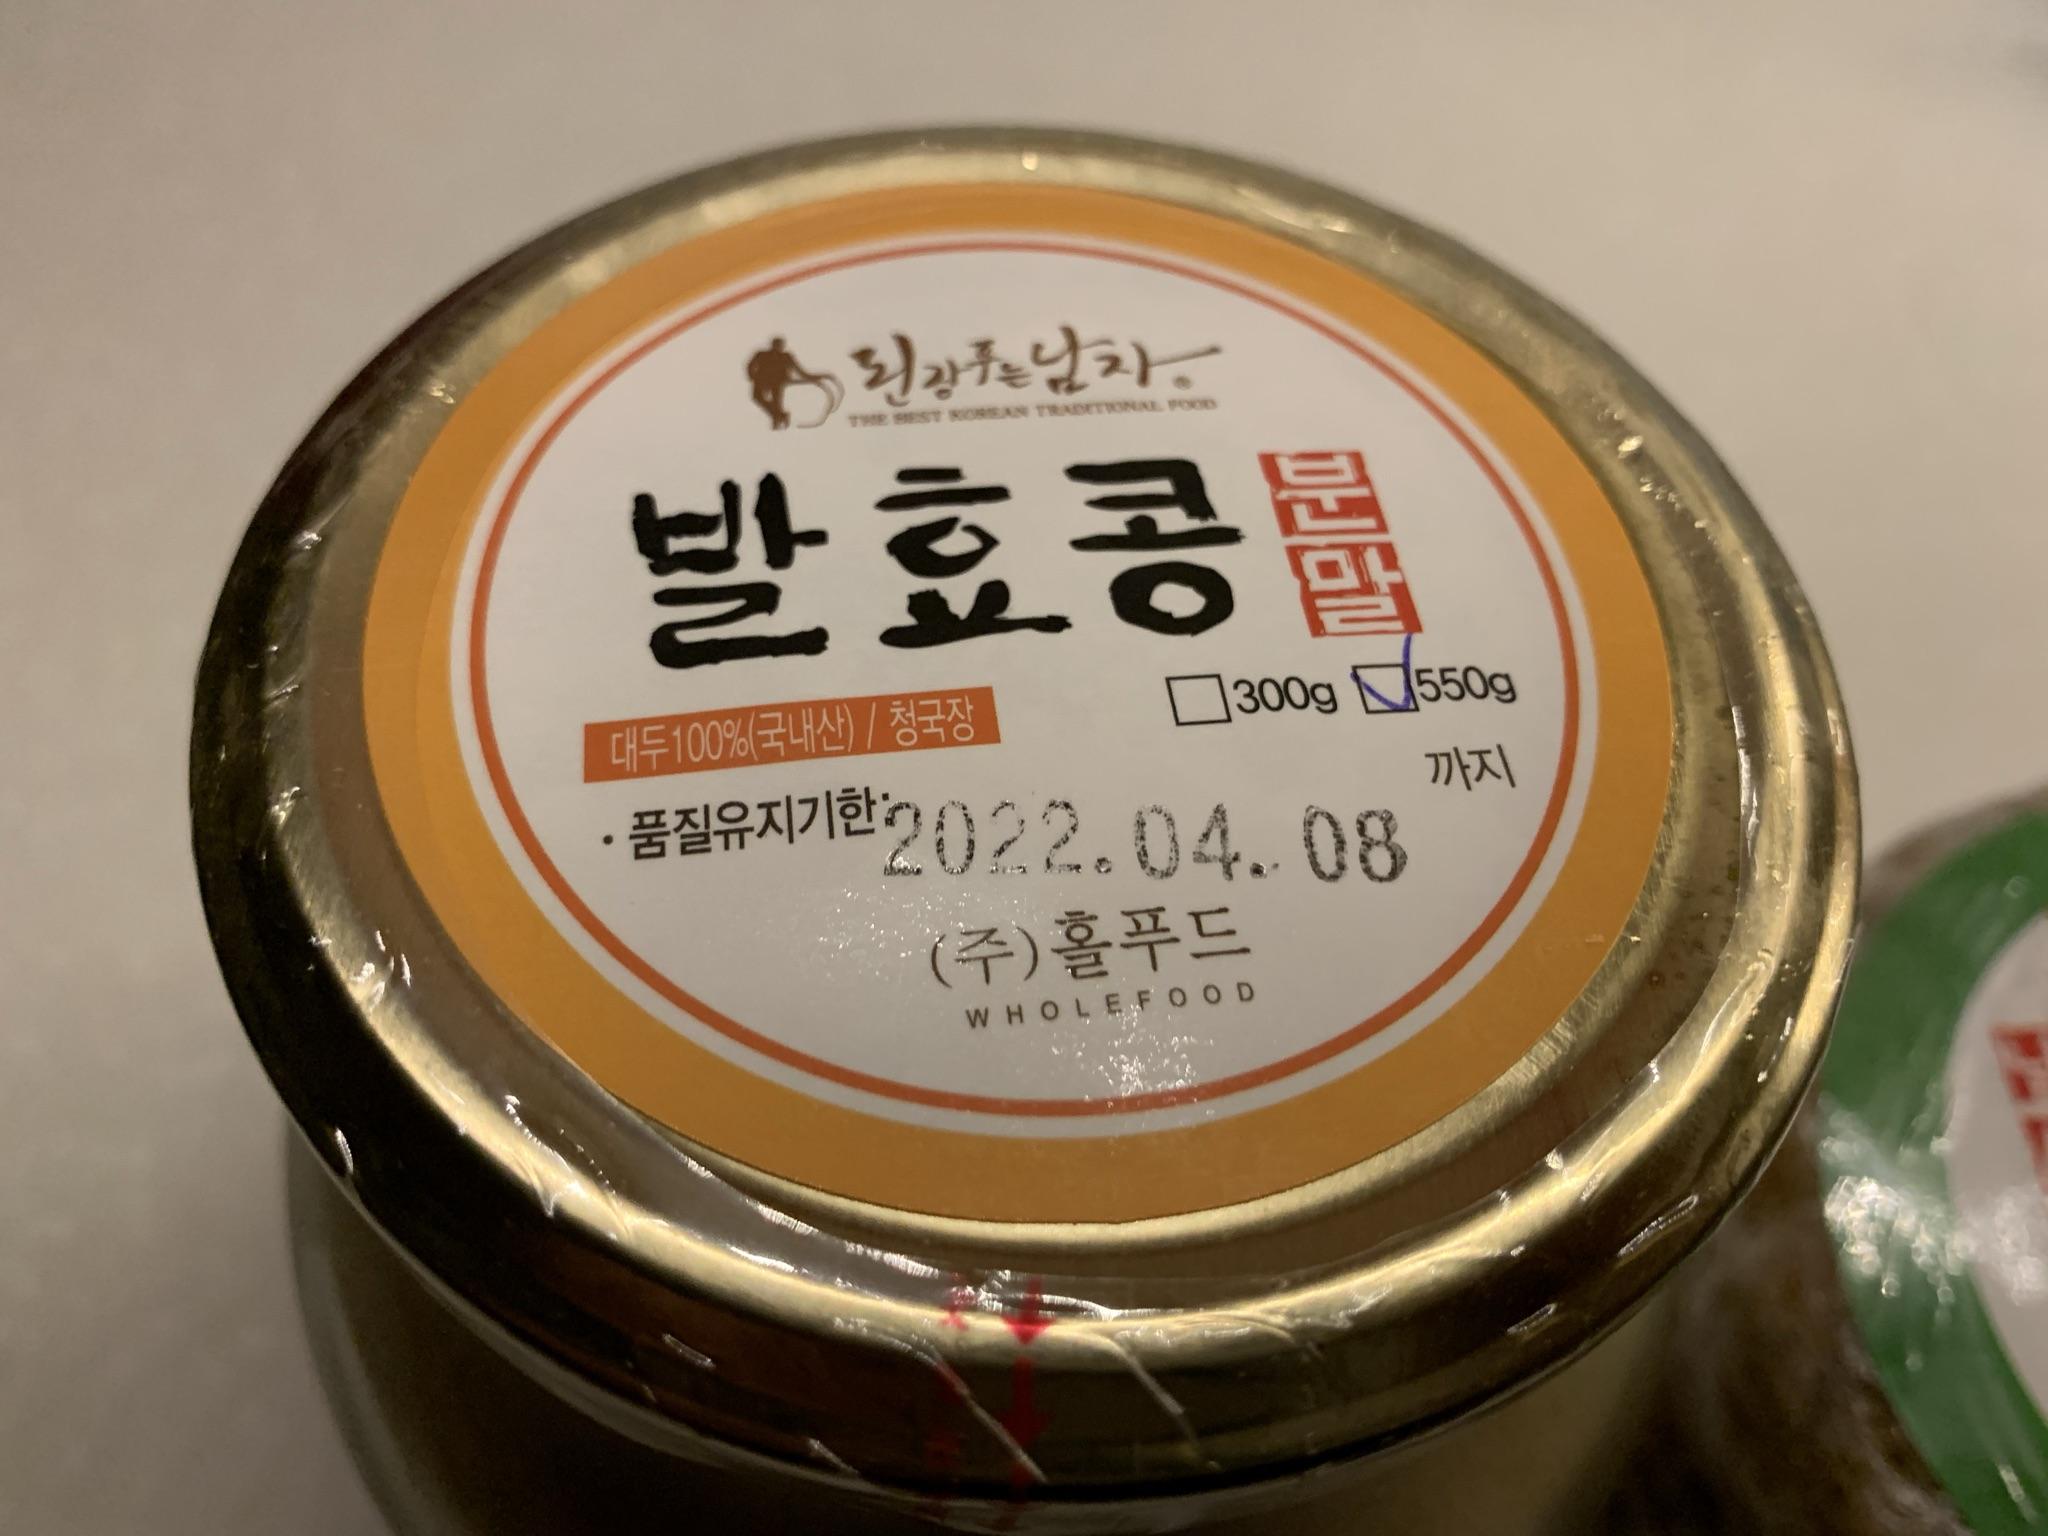 된장푸는남자
THE BEST KOREAN TRADITIONAL FOOD
발효콩 분말
300g 550g
대두100%(국내산) / 청국장
· 품질유지기한: 2022.04.08 까지
(주)홀푸드
WHOLEFOOD